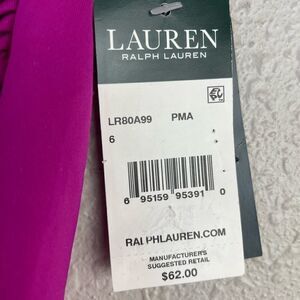 LAUREN
RALPH LAUREN
LR80A99 PMA
6
6 95159 95391 0
RALPHLAUREN.COM
MANUFACTURER'S
SUGGESTED RETAIL
$62.00